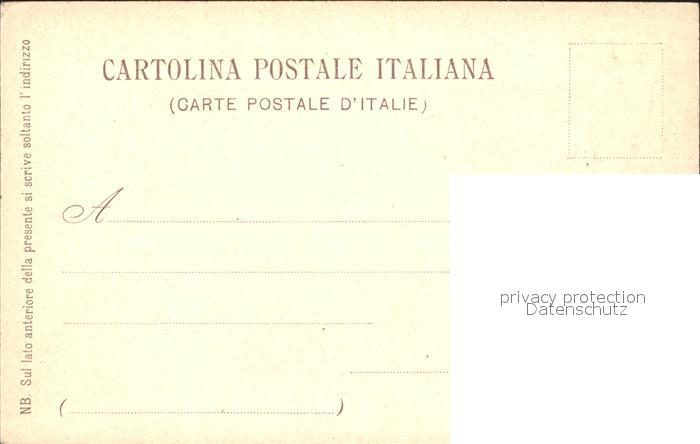 CARTOLINA POSTALE ITALIANA
(CARTE POSTALE D'ITALIE)
A
( )
NB. Sul lato anteriore della presente si scrive soltanto l'indirizzo
privacy protection
Datenschutz